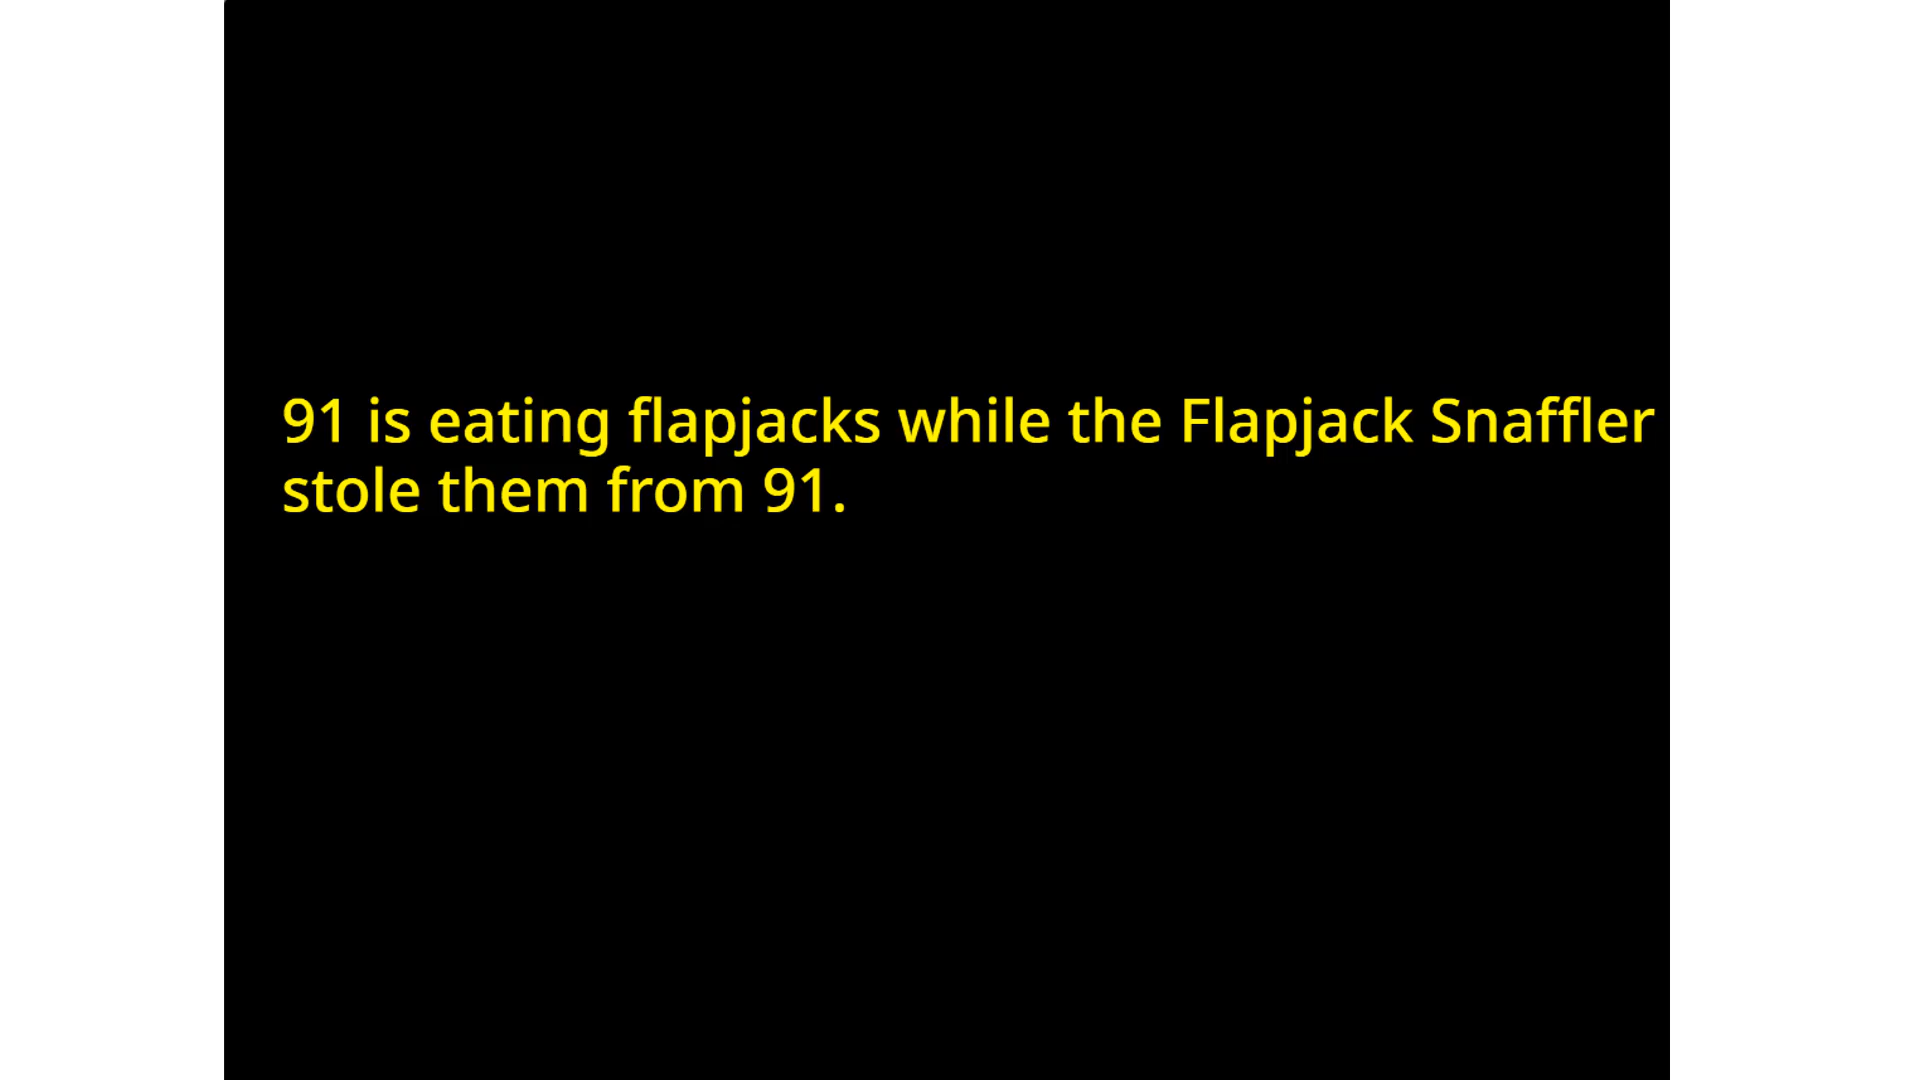 91 is eating flapjacks while the Flapjack Snaffler
stole them from 91.